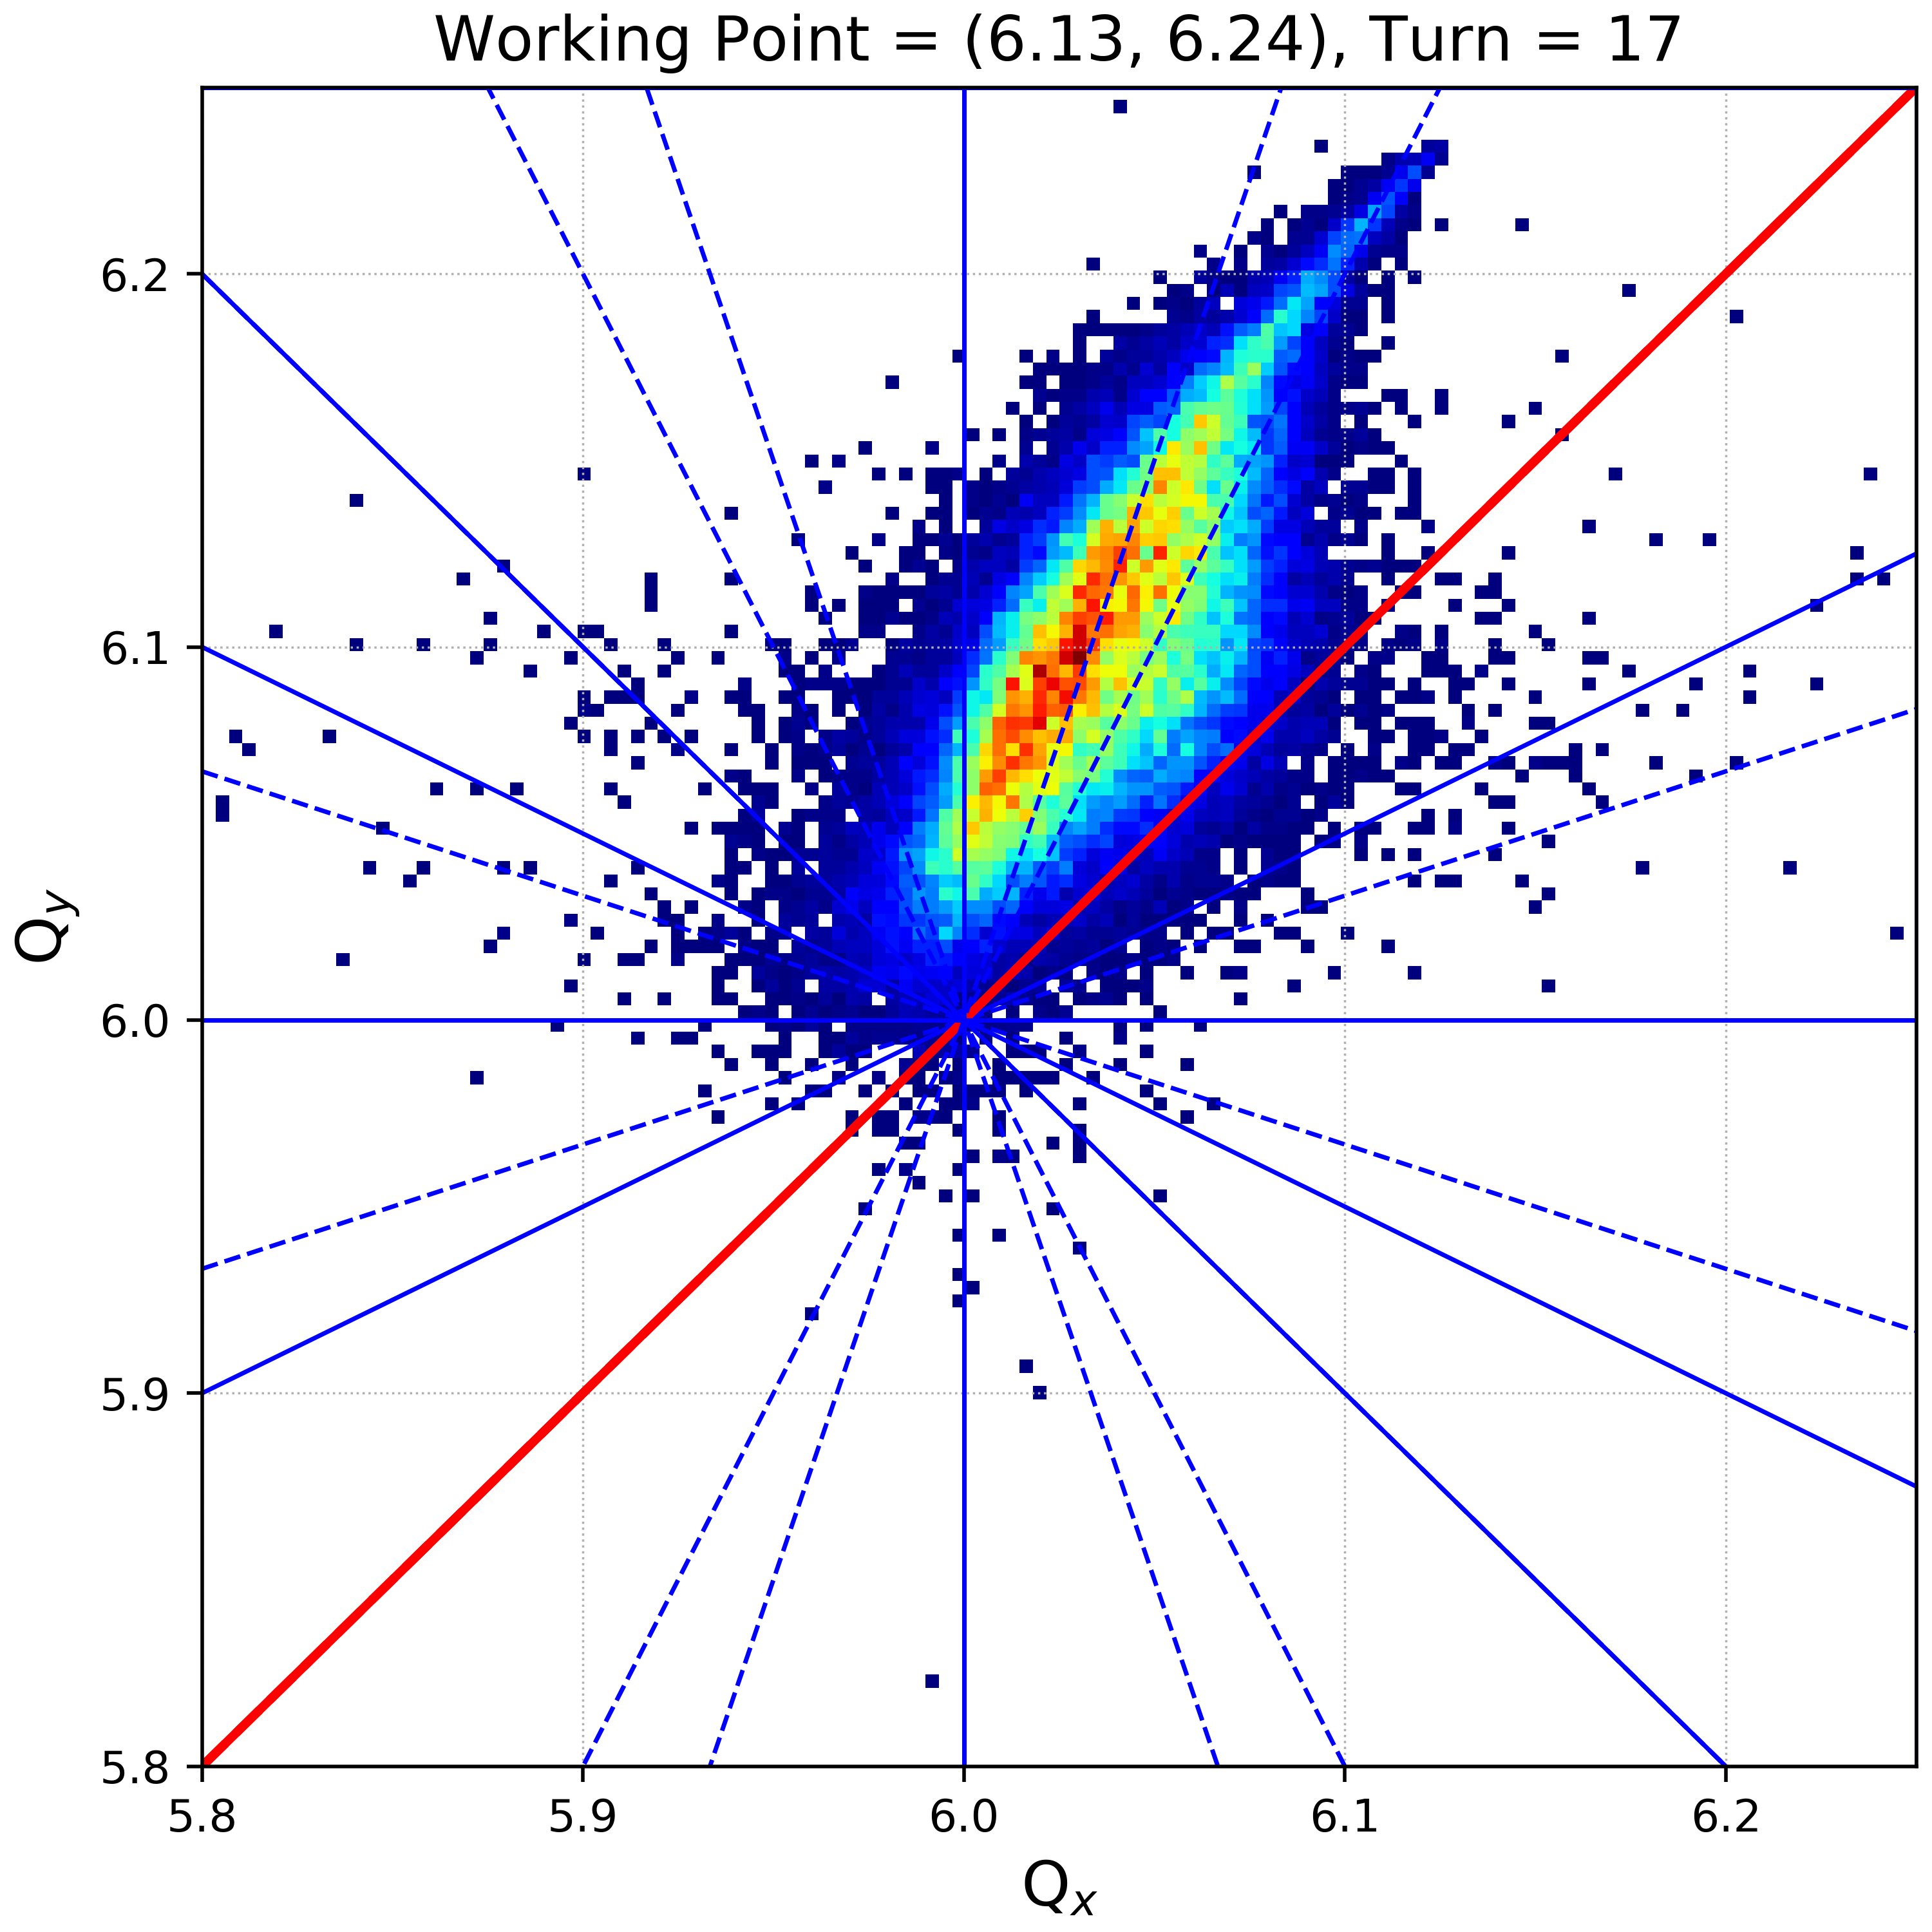 Working Point = (6.13, 6.24), Turn = 17
6.2
6.1
6.0
5.9
5.8
Qy
5.8 5.9 6.0 6.1 6.2
Qx